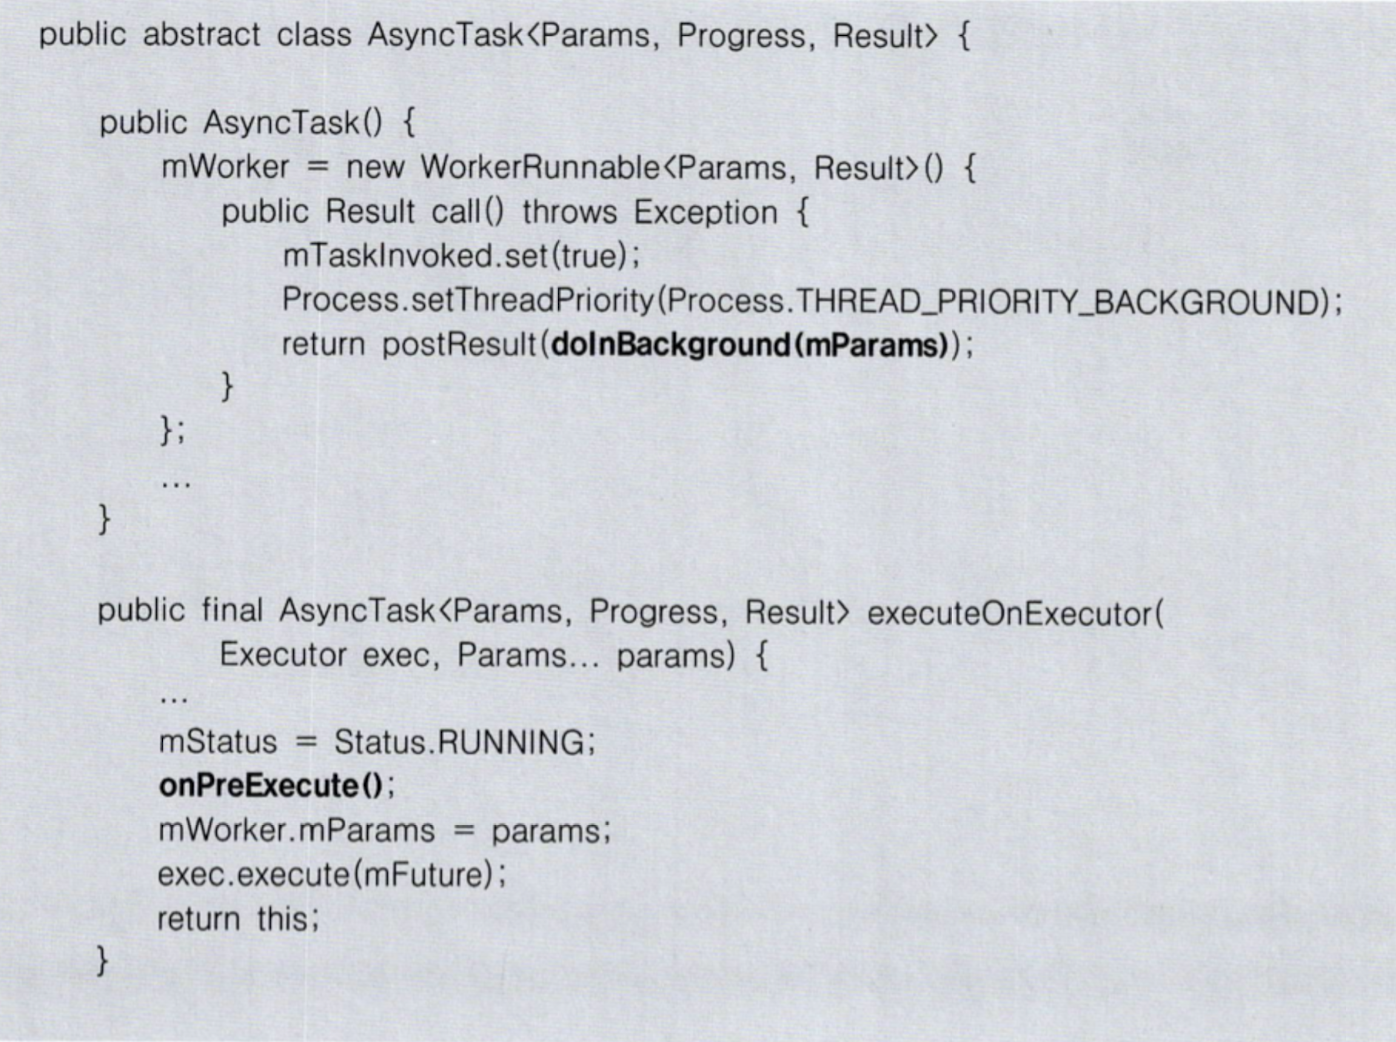 public abstract class AsyncTask<Params, Progress, Result> {
public AsyncTask() {
mWorker = new WorkerRunnable<Params, Result>() {
public Result call() throws Exception {
mTaskInvoked.set(true);
Process.setThreadPriority(Process.THREAD_PRIORITY_BACKGROUND);
return postResult(doInBackground(mParams));
}
};
...
}
public final AsyncTask<Params, Progress, Result> executeOnExecutor(
Executor exec, Params... params) {
...
mStatus = Status.RUNNING;
onPreExecute();
mWorker.mParams = params;
exec.execute(mFuture);
return this;
}